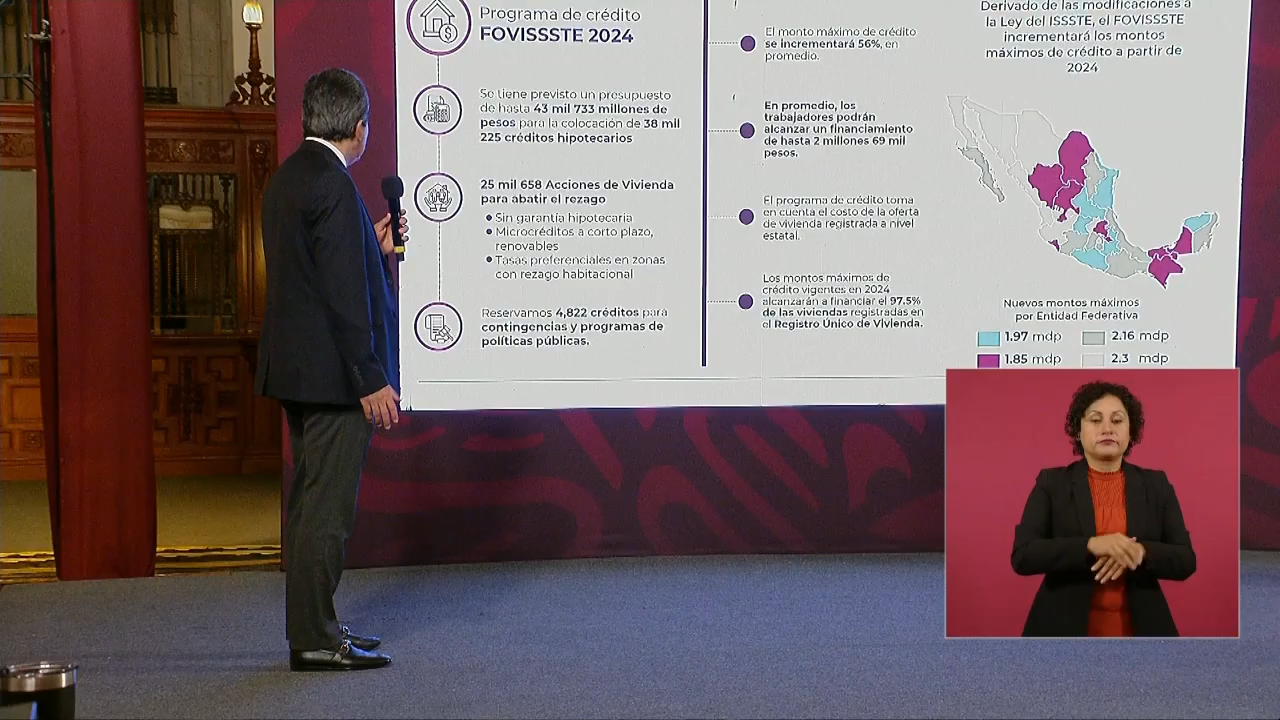 Programa de crédito
FOVISSSTE 2024
Se tiene previsto un presupuesto
de hasta 43 mil 733 millones de
pesos para la colocación de 38 mil
225 créditos hipotecarios
25 mil 658 Acciones de Vivienda
para abatir el rezago
Sin garantía hipotecaria
Microcréditos a corto plazo,
renovables
Tasas preferenciales en zonas
con rezago habitacional
Reservamos 4,822 créditos para
contingencias y programas de
políticas públicas.
El monto máximo de crédito
se incrementará 56%, en
promedio.
En promedio, los
trabajadores podrán
alcanzar un financiamiento
de hasta 2 millones 69 mil
pesos.
El programa de crédito toma
en cuenta el costo de la oferta
de vivienda registrada a nivel
estatal.
Los montos máximos de
crédito vigentes en 2024
alcanzarán a financiar el 97.5%
de las viviendas registradas en
el Registro Único de Vivienda.
Derivado de las modificaciones a
la Ley del ISSSTE, el FOVISSSTE
incrementará los montos
máximos de crédito a partir de
2024
Nuevos montos máximos
por Entidad Federativa
1.97 mdp
2.16 mdp
1.85 mdp
2.3 mdp